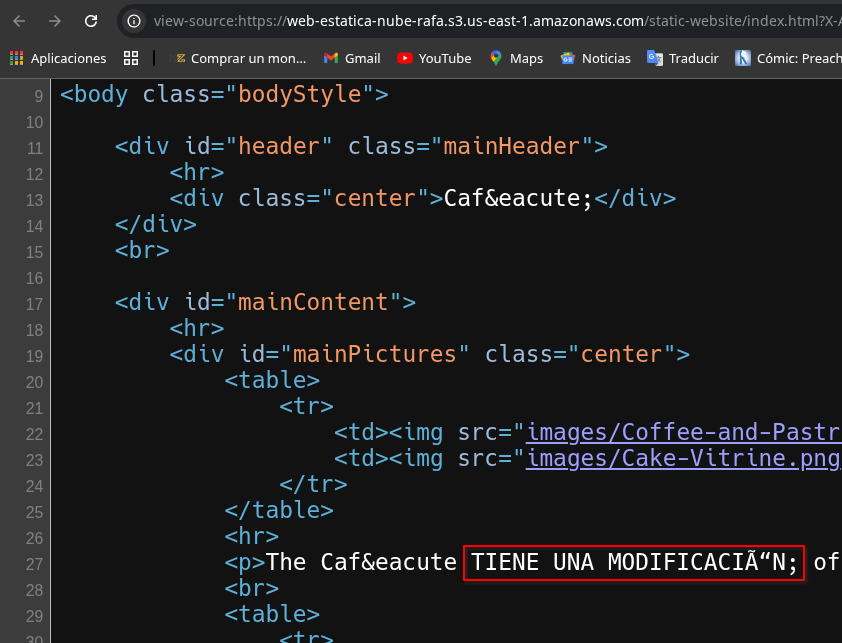 view-source:https://web-estatica-nube-rafa.s3.us-east-1.amazonaws.com/static-website/index.html?X-A
Aplicaciones Comprar un mon... Gmail YouTube Maps Noticias Traducir Cómic: Preach
9 <body class="bodyStyle">
10
11 <div id="header" class="mainHeader">
12 <hr>
13 <div class="center">Caf&eacute;</div>
14 </div>
15 <br>
16
17 <div id="mainContent">
18 <hr>
19 <div id="mainPictures" class="center">
20 <table>
21 <tr>
22 <td><img src="images/Coffee-and-Pastr
23 <td><img src="images/Cake-Vitrine.png
24 </tr>
25 </table>
26 <hr>
27 <p>The Caf&eacute TIENE UNA MODIFICACIÃ“N; of
28 <br>
29 <table>
30 <tr>